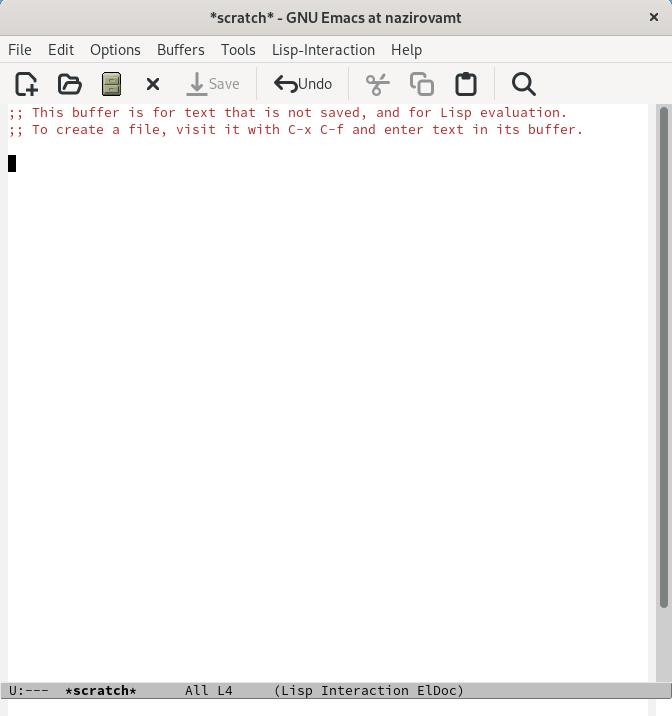 *scratch* - GNU Emacs at nazirovamt
File Edit Options Buffers Tools Lisp-Interaction Help
Save Undo
;; This buffer is for text that is not saved, and for Lisp evaluation.
;; To create a file, visit it with C-x C-f and enter text in its buffer.
U:--- *scratch* All L4 (Lisp Interaction ElDoc)